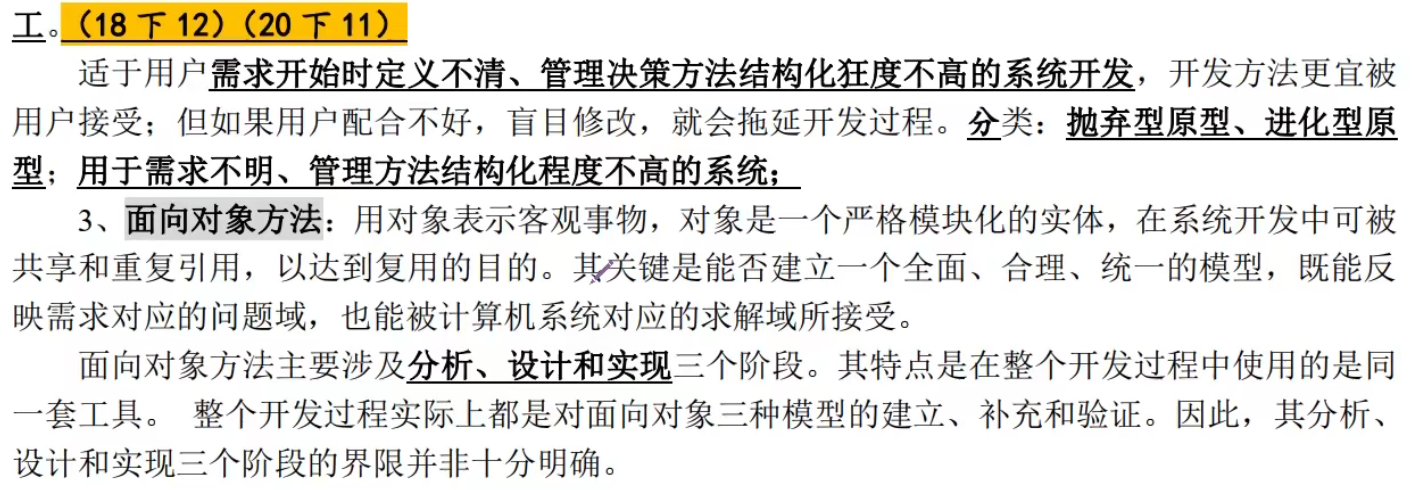 工。（18 下 12）（20 下 11）
适于用户需求开始时定义不清、管理决策方法结构化狂度不高的系统开发，开发方法更宜被
用户接受；但如果用户配合不好，盲目修改，就会拖延开发过程。分类：抛弃型原型、进化型原
型；用于需求不明、管理方法结构化程度不高的系统；
3、面向对象方法：用对象表示客观事物，对象是一个严格模块化的实体，在系统开发中可被
共享和重复引用，以达到复用的目的。其关键是能否建立一个全面、合理、统一的模型，既能反
映需求对应的问题域，也能被计算机系统对应的求解域所接受。
面向对象方法主要涉及分析、设计和实现三个阶段。其特点是在整个开发过程中使用的是同
一套工具。 整个开发过程实际上都是对面向对象三种模型的建立、补充和验证。因此，其分析、
设计和实现三个阶段的界限并非十分明确。